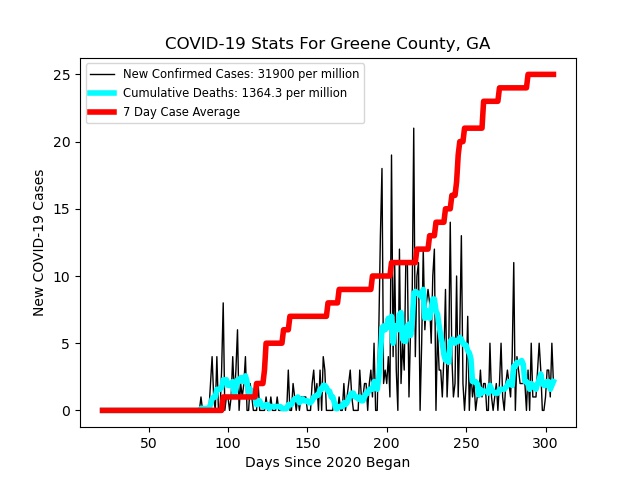 COVID-19 Stats For Greene County, GA
New Confirmed Cases: 31900 per million
Cumulative Deaths: 1364.3 per million
7 Day Case Average
New COVID-19 Cases
25
20
15
10
5
0
50 100 150 200 250 300
Days Since 2020 Began